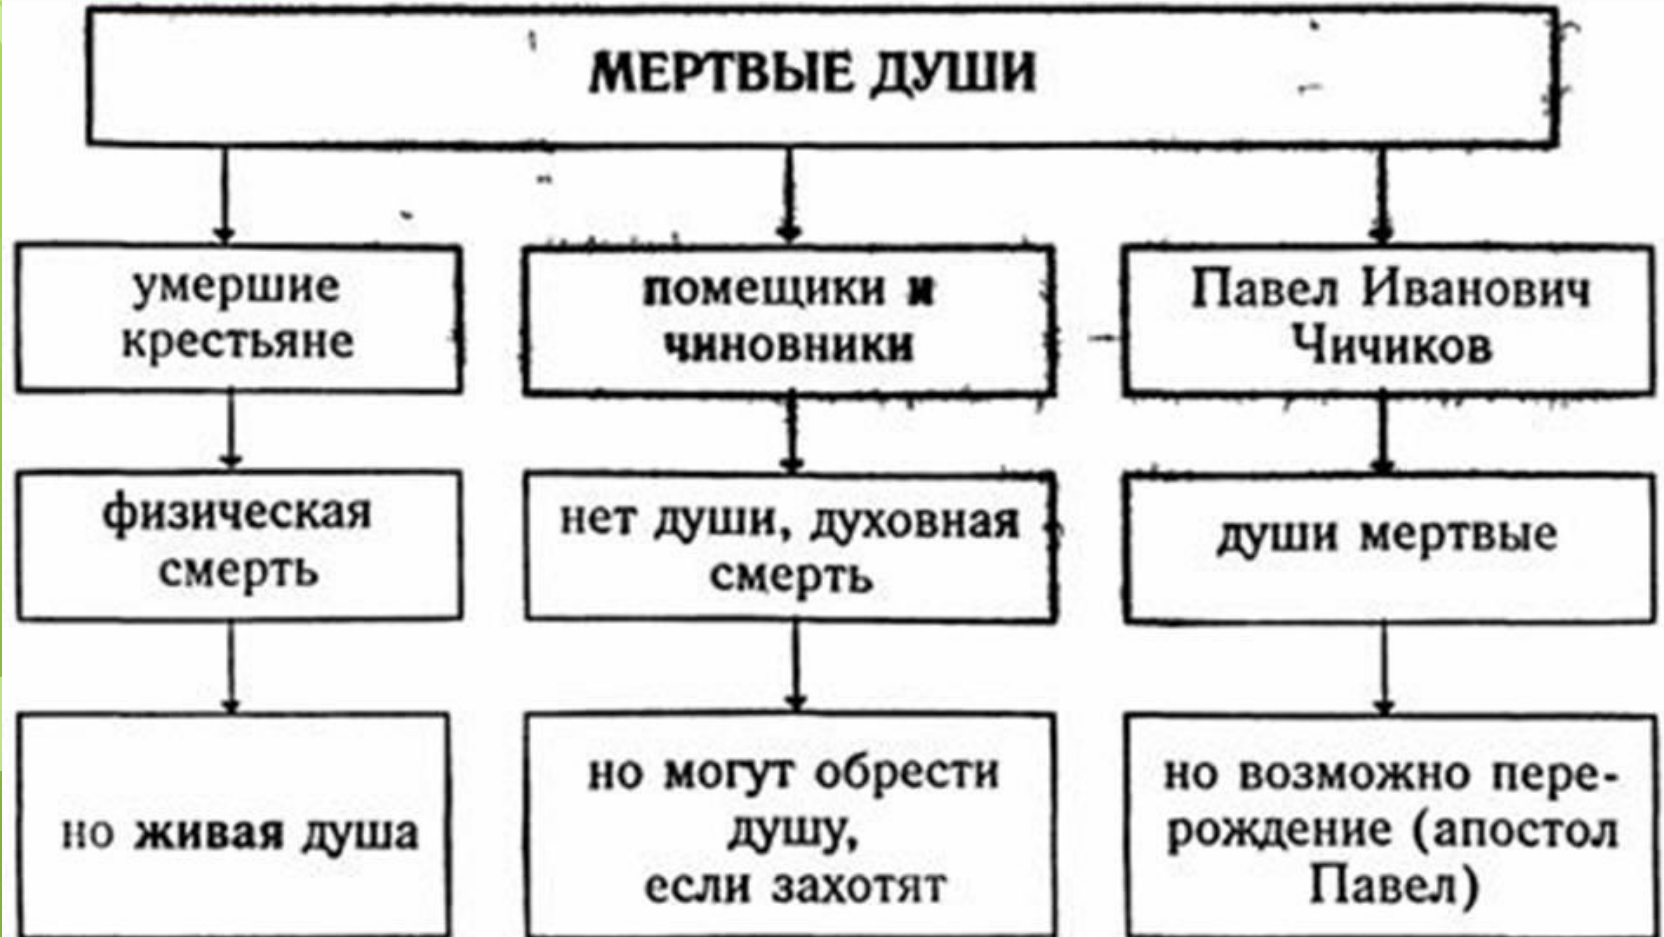 МЕРТВЫЕ ДУШИ
умершие
крестьяне
помещики и
чиновники
Павел Иванович
Чичиков
физическая
смерть
нет души, духовная
смерть
души мертвые
но живая душа
но могут обрести
душу,
если захотят
но возможно пере-
рождение (апостол
Павел)